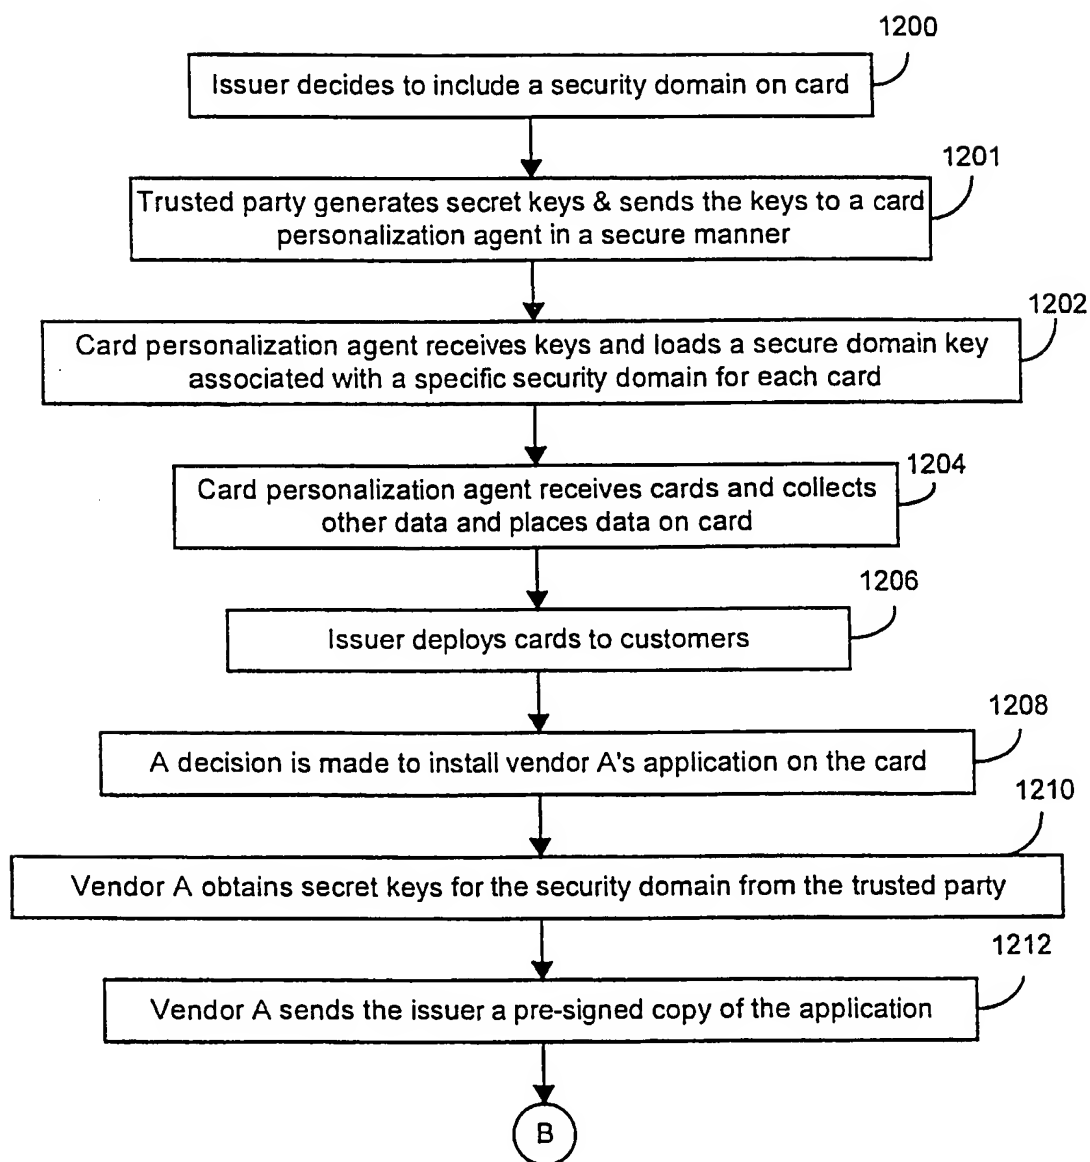 1200
Issuer decides to include a security domain on card
1201
Trusted party generates secret keys & sends the keys to a card
personalization agent in a secure manner
1202
Card personalization agent receives keys and loads a secure domain key
associated with a specific security domain for each card
1204
Card personalization agent receives cards and collects
other data and places data on card
1206
Issuer deploys cards to customers
1208
A decision is made to install vendor A's application on the card
1210
Vendor A obtains secret keys for the security domain from the trusted party
1212
Vendor A sends the issuer a pre-signed copy of the application
B